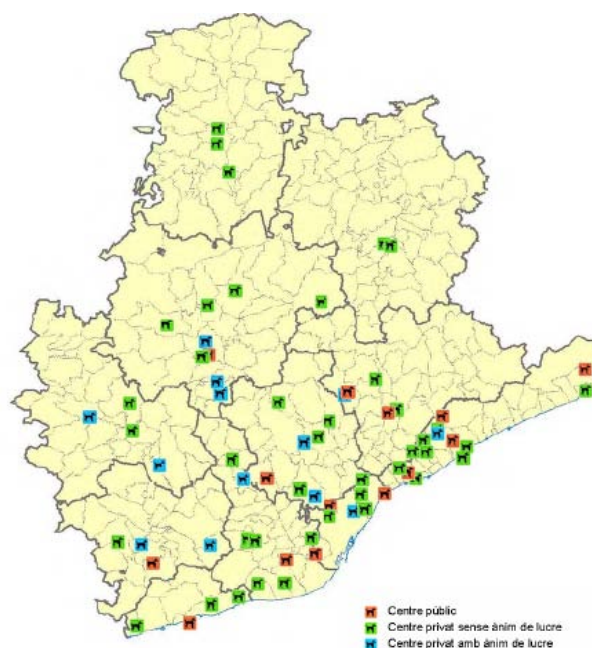 Centre públic
Centre privat sense ànim de lucre
Centre privat amb ànim de lucre